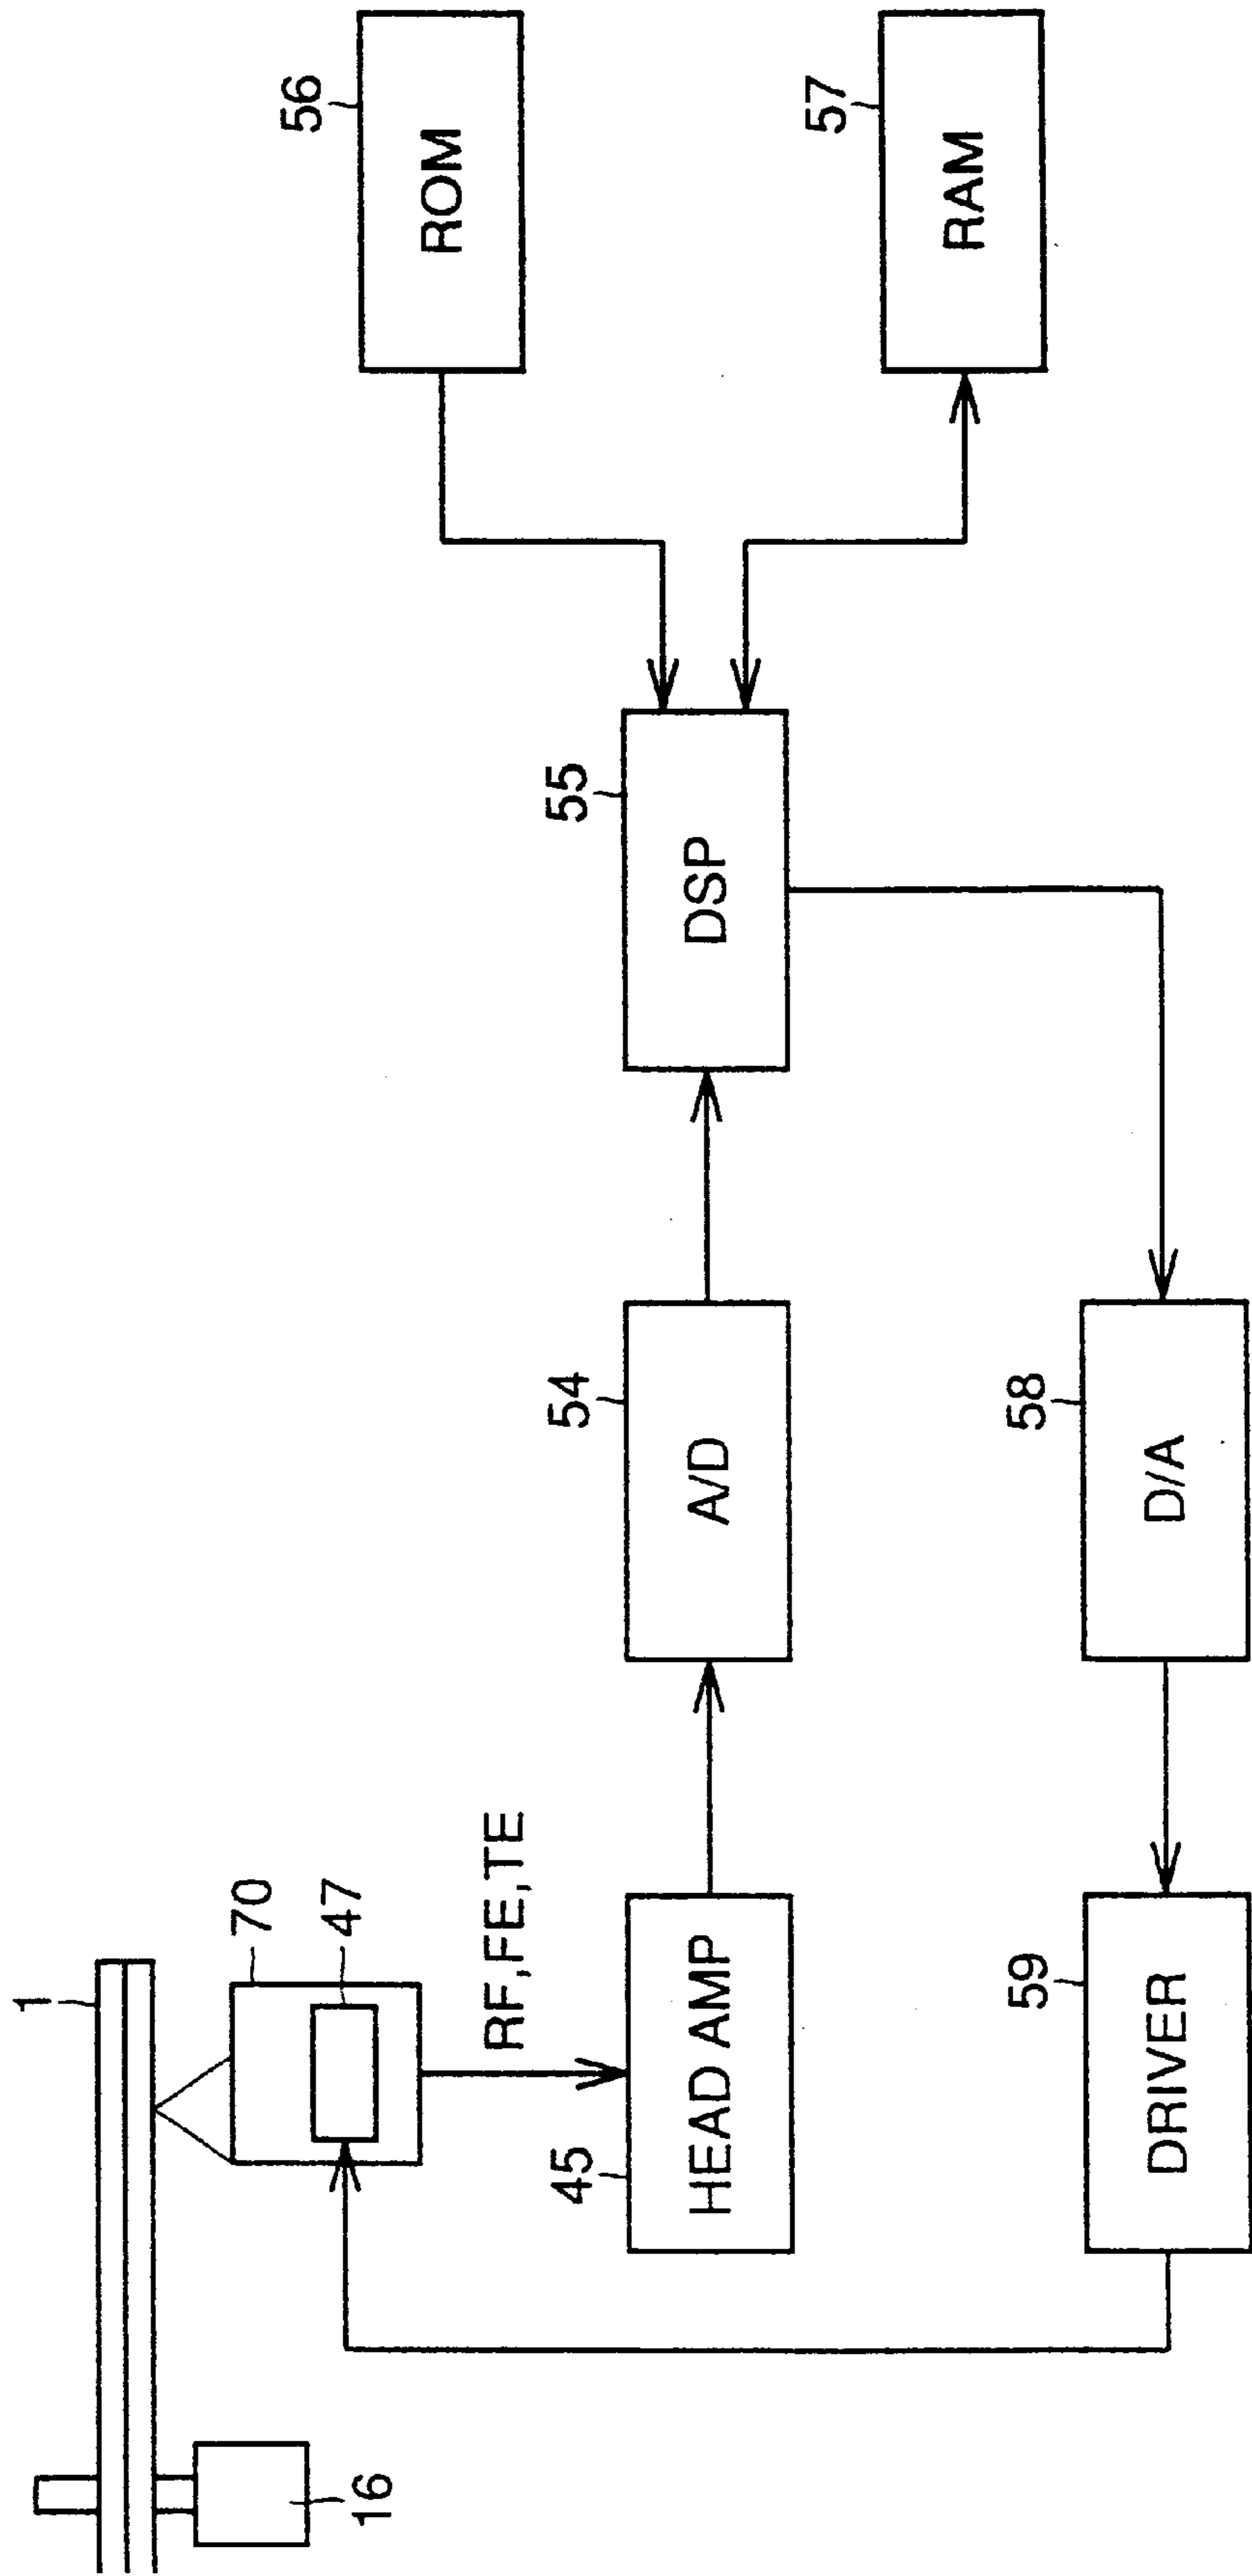 1
70
47
16
RF,FE,TE
45
HEAD AMP
54
A/D
55
DSP
56
ROM
57
RAM
59
DRIVER
58
D/A